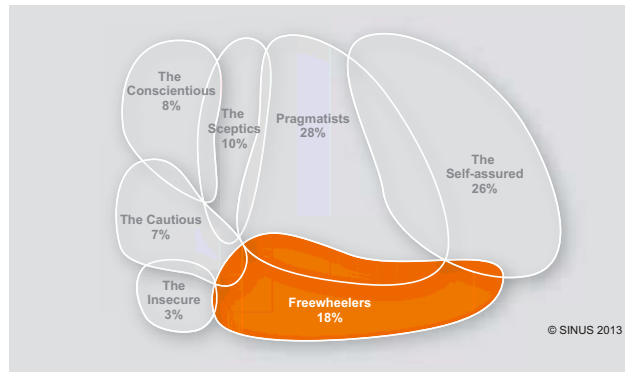 The
Conscientious
8%
The
Sceptics
10%
Pragmatists
28%
The
Self-assured
26%
The Cautious
7%
The
Insecure
3%
Freewheelers
18%
© SINUS 2013